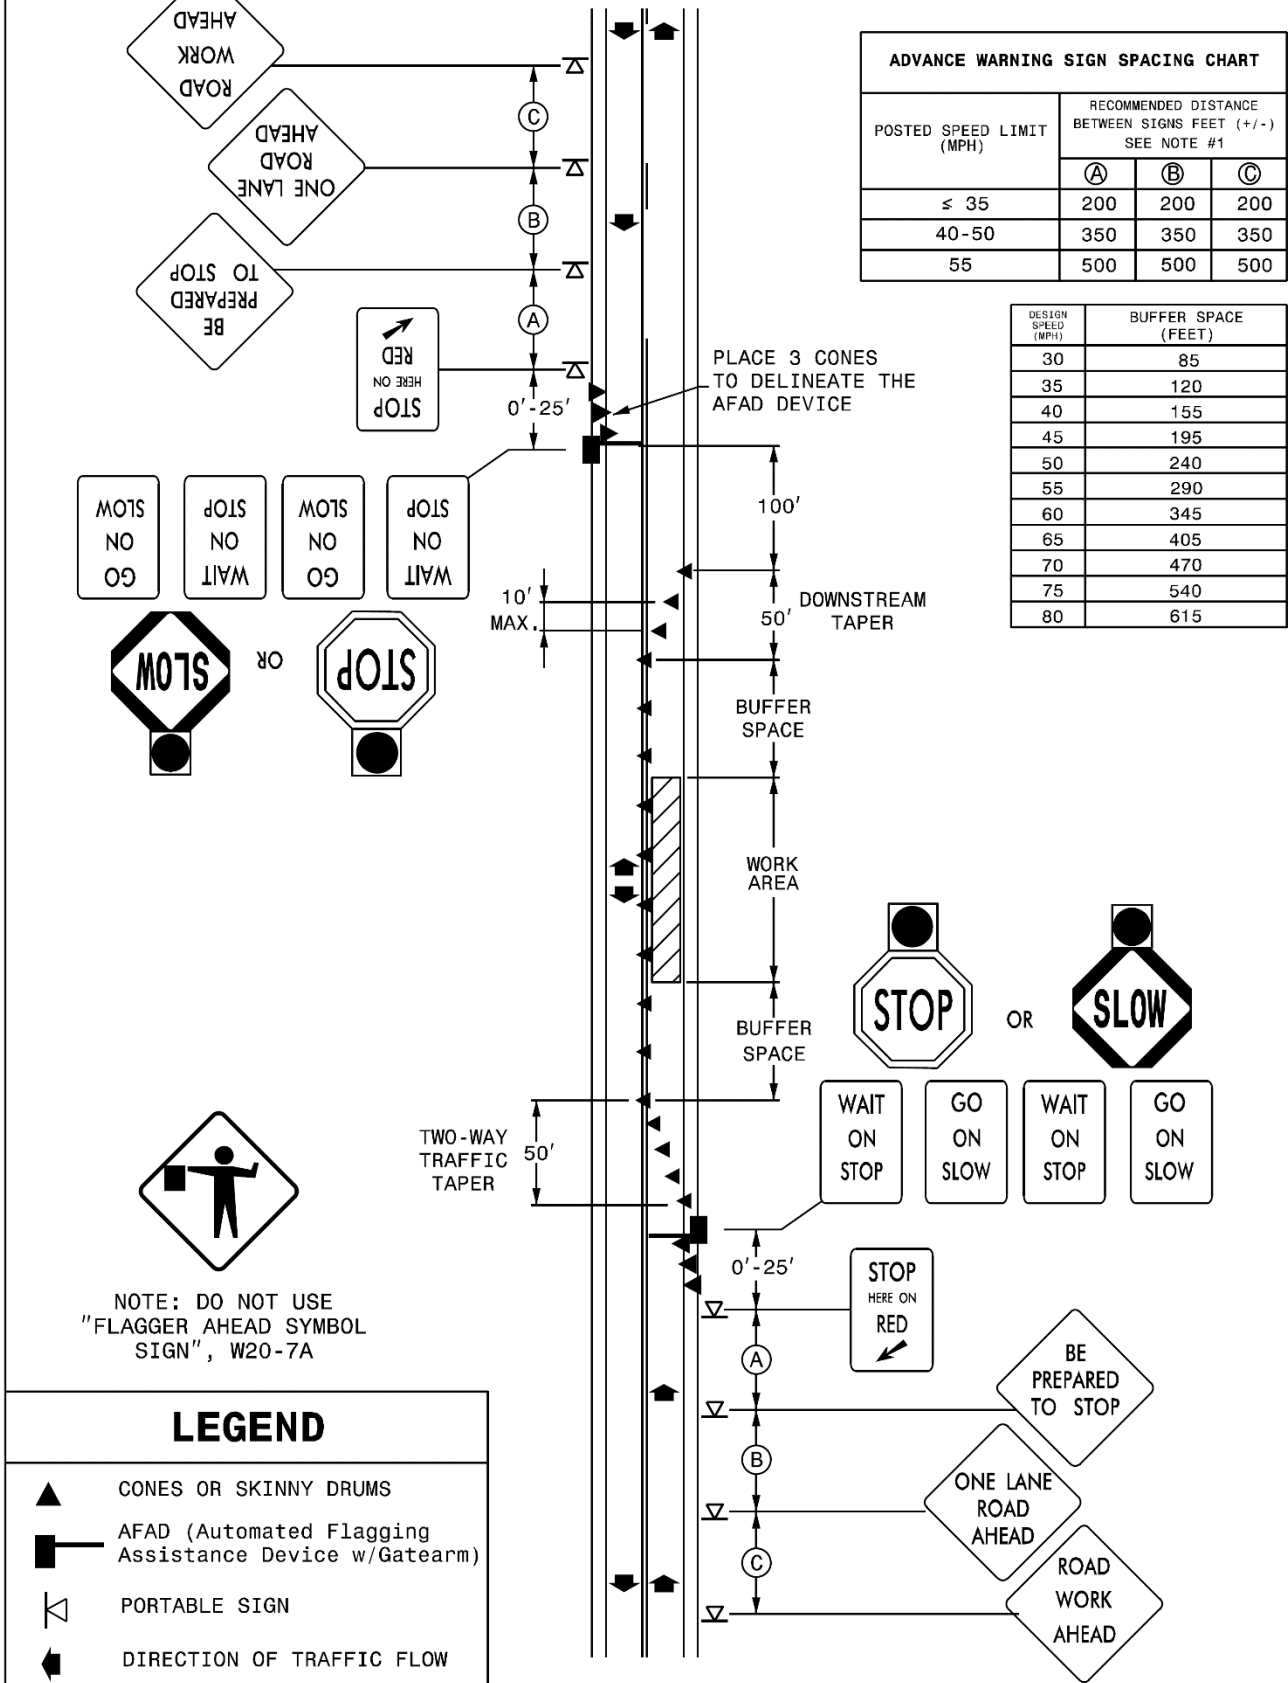 ROAD
WORK
AHEAD
C
ONE LANE
ROAD
AHEAD
B
BE
PREPARED
TO STOP
A
STOP
HERE ON
RED
0'-25'
PLACE 3 CONES
TO DELINEATE THE
AFAD DEVICE
ADVANCE WARNING SIGN SPACING CHART
POSTED SPEED LIMIT
(MPH)
RECOMMENDED DISTANCE
BETWEEN SIGNS FEET (+/-)
SEE NOTE #1
A B C
≤ 35 200 200 200
40-50 350 350 350
55 500 500 500
DESIGN
SPEED
(MPH)
BUFFER SPACE
(FEET)
30 85
35 120
40 155
45 195
50 240
55 290
60 345
65 405
70 470
75 540
80 615
GO
ON
SLOW
WAIT
ON
STOP
GO
ON
SLOW
WAIT
ON
STOP
SLOW
OR
STOP
100'
10'
MAX.
50'
DOWNSTREAM
TAPER
BUFFER
SPACE
WORK
AREA
BUFFER
SPACE
TWO-WAY
TRAFFIC
TAPER
50'
STOP
OR
SLOW
WAIT
ON
STOP
GO
ON
SLOW
WAIT
ON
STOP
GO
ON
SLOW
0'-25'
STOP
HERE ON
RED
A
BE
PREPARED
TO STOP
B
ONE LANE
ROAD
AHEAD
C
ROAD
WORK
AHEAD
NOTE: DO NOT USE
"FLAGGER AHEAD SYMBOL
SIGN", W20-7A
LEGEND
CONES OR SKINNY DRUMS
AFAD (Automated Flagging
Assistance Device w/Gatearm)
PORTABLE SIGN
DIRECTION OF TRAFFIC FLOW